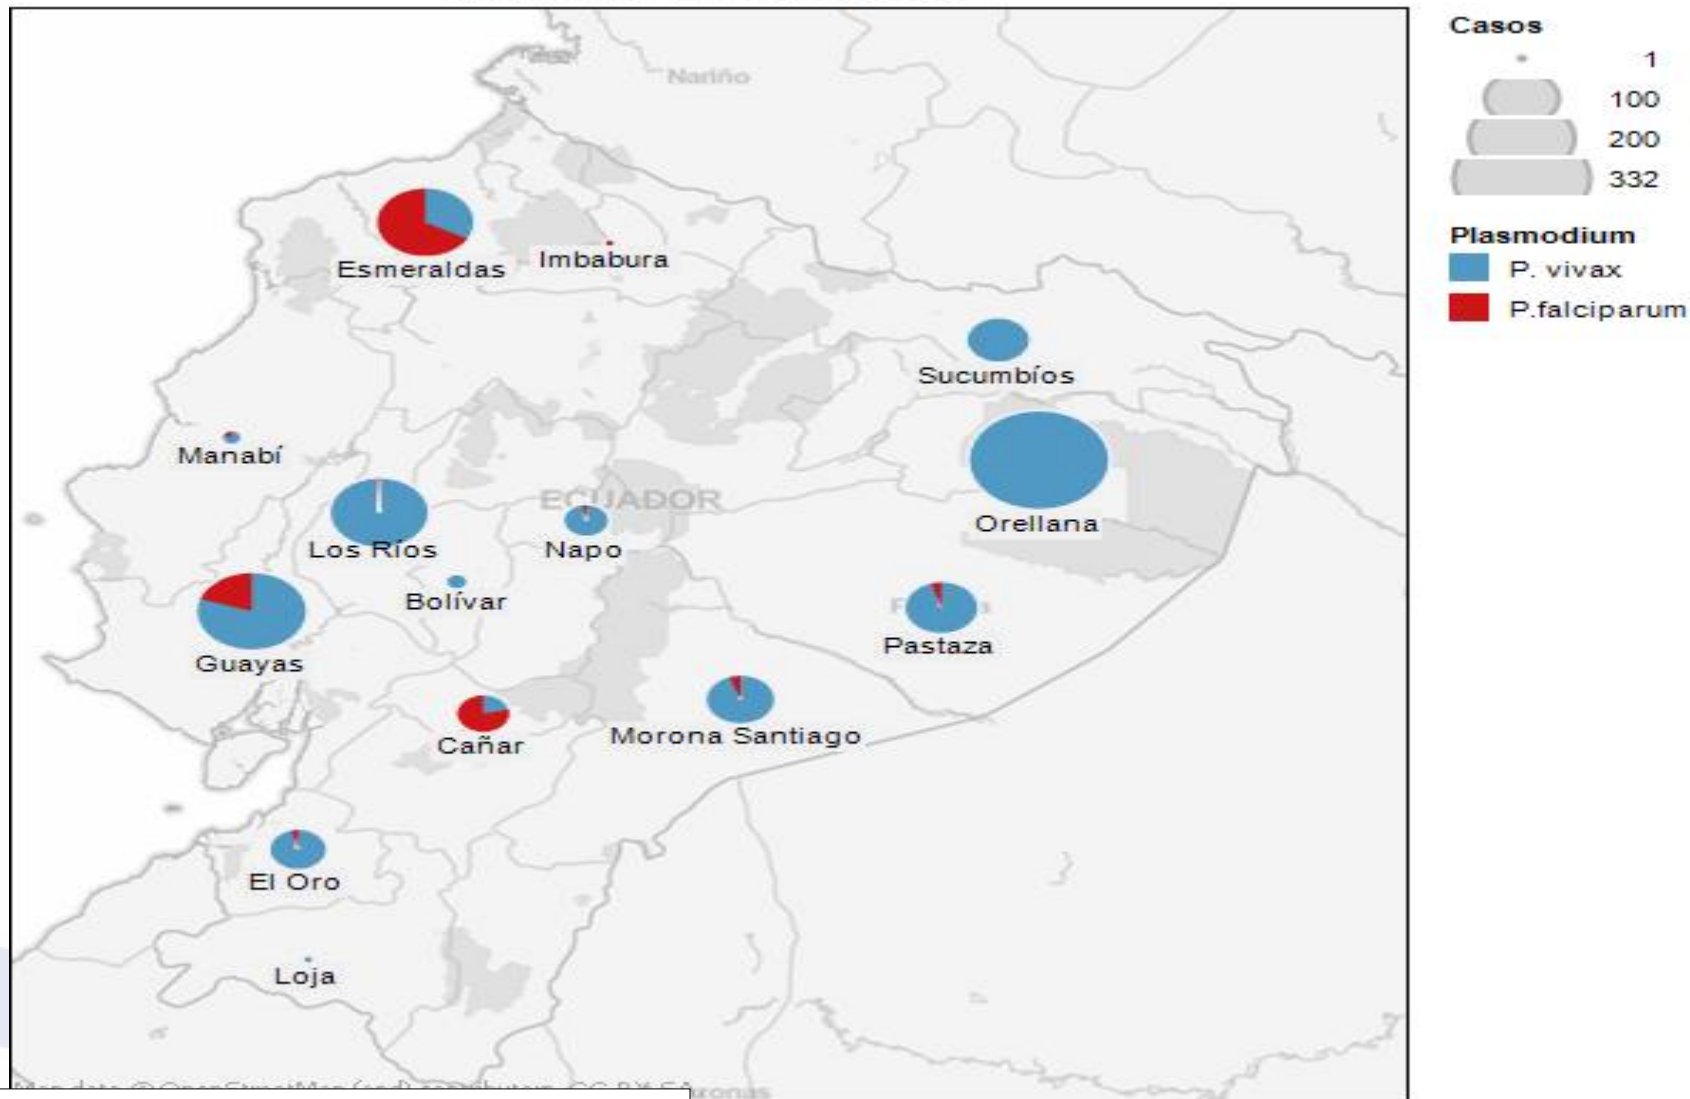 Casos
1
100
200
332
Plasmodium
P. vivax
P.falciparum
Nariño
Esmeraldas
Imbabura
Sucumbíos
Manabí
ECUADOR
Orellana
Los Ríos
Napo
Bolívar
Pastaza
Guayas
Cañar
Morona Santiago
El Oro
Loja